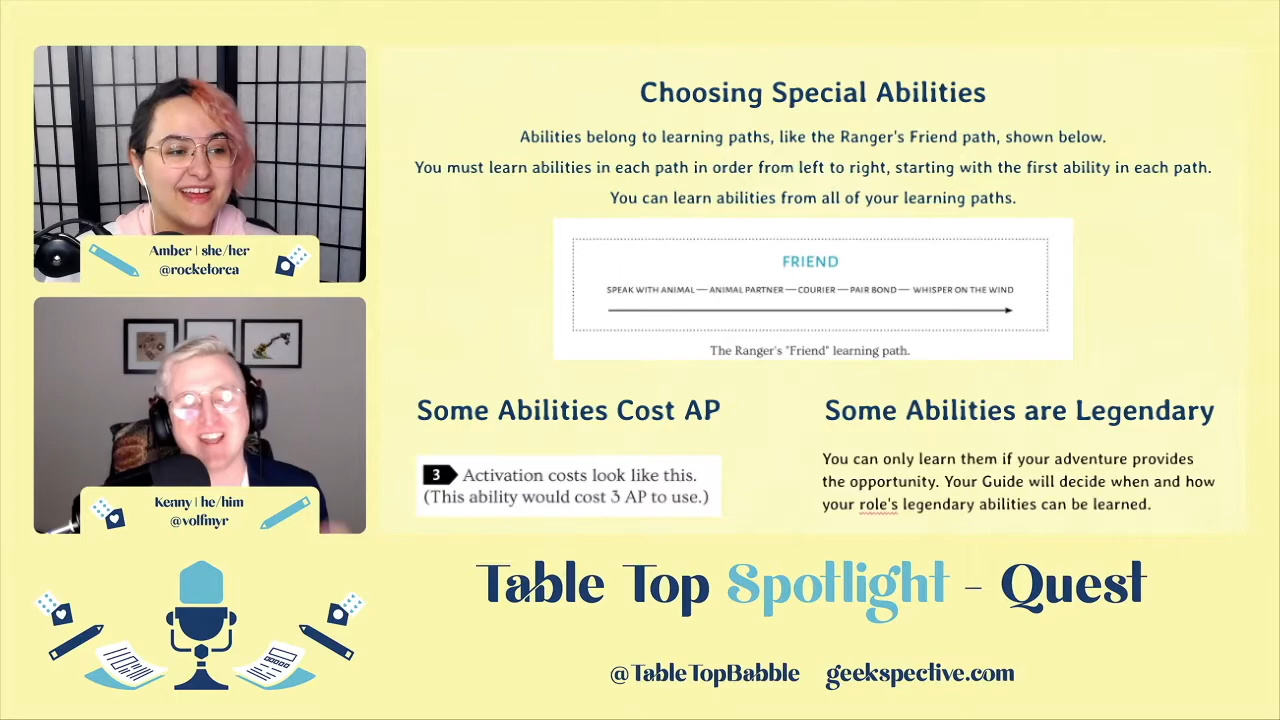 Choosing Special Abilities
Abilities belong to learning paths, like the Ranger's Friend path, shown below.
You must learn abilities in each path in order from left to right, starting with the first ability in each path.
You can learn abilities from all of your learning paths.
FRIEND
SPEAK WITH ANIMAL — ANIMAL PARTNER — COURIER — PAIR BOND — WHISPER ON THE WIND
The Ranger's "Friend" learning path.
Amber | she/her
@rocketorca
Some Abilities Cost AP
3 Activation costs look like this.
(This ability would cost 3 AP to use.)
Some Abilities are Legendary
You can only learn them if your adventure provides
the opportunity. Your Guide will decide when and how
your role's legendary abilities can be learned.
Kenny | he/him
@volfmyr
Table Top Spotlight - Quest
@TableTopBabble geekspective.com